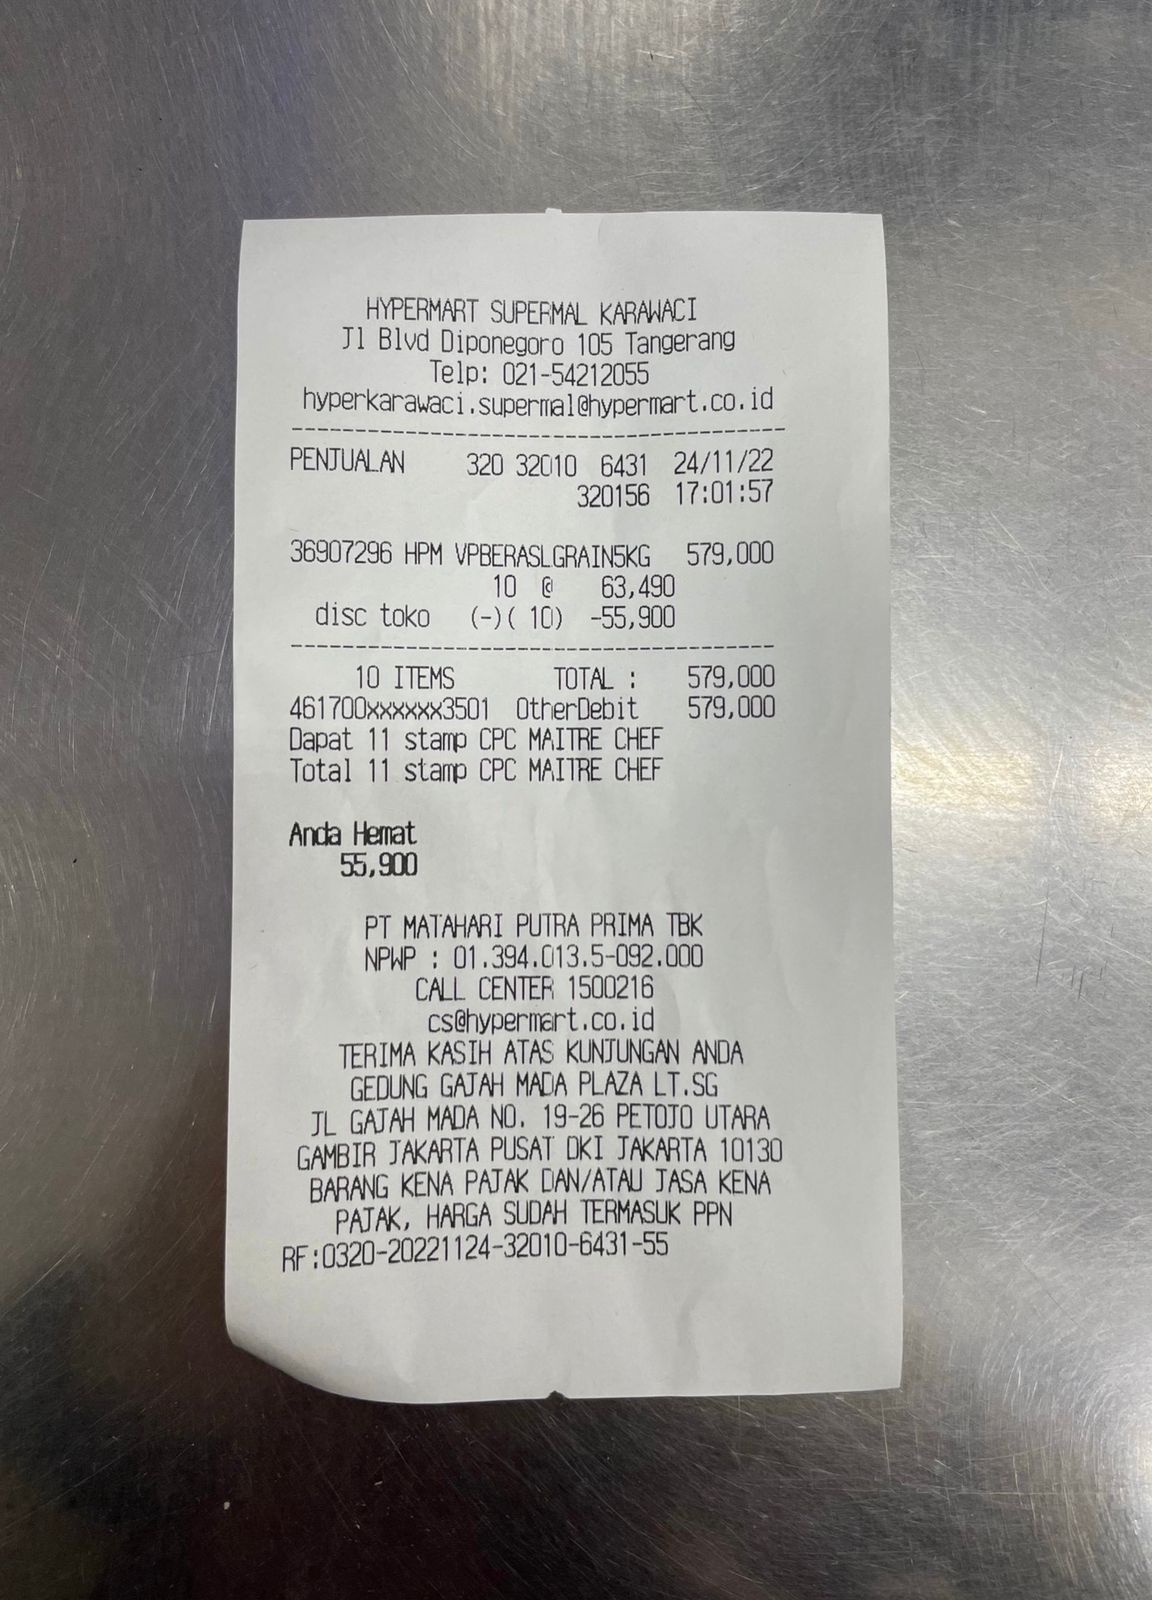 HYPERMART SUPERMAL KARAWACI
Jl Blvd Diponegoro 105 Tangerang
Telp: 021-54212055
hyperkarawaci.supermal@hypermart.co.id
---------------------------------------
PENJUALAN 320 32010 6431 24/11/22
320156 17:01:57
36907296 HPM VPBERASLGRAIN5KG 579,000
10 @ 63,490
disc toko (-)( 10) -55,900
---------------------------------------
10 ITEMS TOTAL : 579,000
461700xxxxxx3501 OtherDebit 579,000
Dapat 11 stamp CPC MAITRE CHEF
Total 11 stamp CPC MAITRE CHEF
Anda Hemat
55,900
PT MATAHARI PUTRA PRIMA TBK
NPWP : 01.394.013.5-092.000
CALL CENTER 1500216
cs@hypermart.co.id
TERIMA KASIH ATAS KUNJUNGAN ANDA
GEDUNG GAJAH MADA PLAZA LT.SG
JL GAJAH MADA NO. 19-26 PETOJO UTARA
GAMBIR JAKARTA PUSAT DKI JAKARTA 10130
BARANG KENA PAJAK DAN/ATAU JASA KENA
PAJAK, HARGA SUDAH TERMASUK PPN
RF:0320-20221124-32010-6431-55